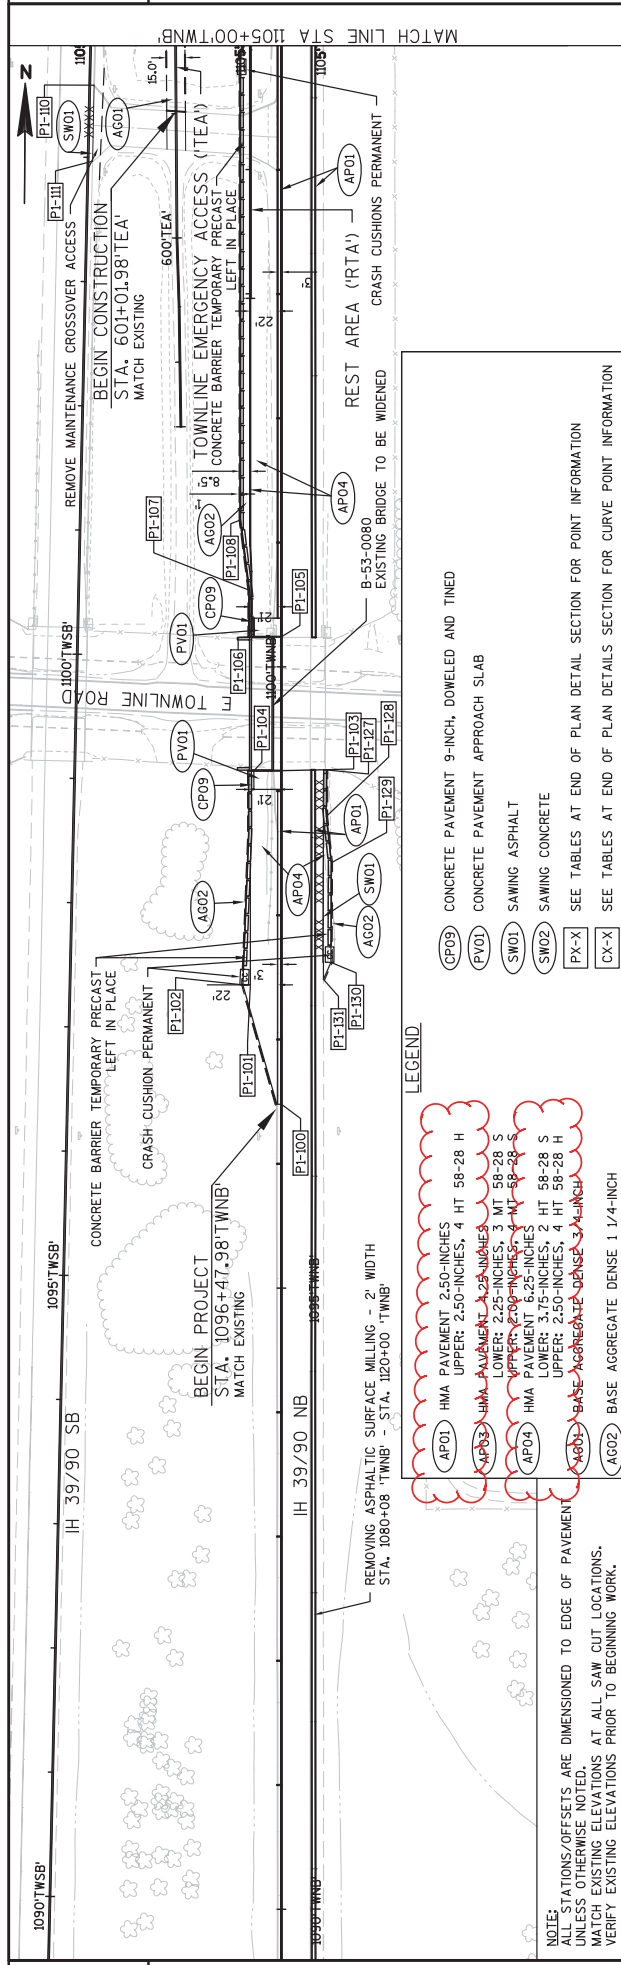 MATCH LINE STA 1105+00'TWNB'
N
P1-110
SW01
XXXX
AG01
15.0'
P1-111
REMOVE MAINTENANCE CROSSOVER ACCESS
BEGIN CONSTRUCTION
STA. 601+01.98'TEA'
MATCH EXISTING
600'TEA'
TOWNLINE EMERGENCY ACCESS ('TEA')
CONCRETE BARRIER TEMPORARY PRECAST
LEFT IN PLACE
AP01
CRASH CUSHIONS PERMANENT
REST AREA ('RTA')
22'
8.5'
1'
AP04
P1-107
AG02
P1-108
CP09
PV01
21'
P1-105
P1-106
B-53-0080
EXISTING BRIDGE TO BE WIDENED
1100'TWSB'
1100'TWNB'
E TOWNLINE ROAD
PV01
CP09
P1-104
21'
P1-103
P1-127
P1-128
P1-129
AP01
AP04
SW01
AG02
AG02
CONCRETE BARRIER TEMPORARY PRECAST
LEFT IN PLACE
CRASH CUSHION PERMANENT
P1-102
22'
3'
CC
CC
P1-101
P1-131
P1-130
P1-100
BEGIN PROJECT
STA. 1096+47.98'TWNB'
MATCH EXISTING
1095'TWSB'
1095'TWNB'
IH 39/90 SB
IH 39/90 NB
REMOVING ASPHALTIC SURFACE MILLING - 2' WIDTH
STA. 1080+08 'TWNB' - STA. 1120+00 'TWNB'
1090'TWSB'
1090'TWNB'
LEGEND
AP01 HMA PAVEMENT 2.50-INCHES
UPPER: 2.50-INCHES, 4 HT 58-28 H
AP03 HMA PAVEMENT 4.25-INCHES
LOWER: 2.25-INCHES, 3 MT 58-28 S
UPPER: 2.00-INCHES, 4 MT 58-28 S
AP04 HMA PAVEMENT 6.25-INCHES
LOWER: 3.75-INCHES, 2 HT 58-28 S
UPPER: 2.50-INCHES, 4 HT 58-28 H
AG01 BASE AGGREGATE DENSE 3/4-INCH
AG02 BASE AGGREGATE DENSE 1 1/4-INCH
CP09 CONCRETE PAVEMENT 9-INCH, DOWELED AND TINED
PV01 CONCRETE PAVEMENT APPROACH SLAB
SW01 SAWING ASPHALT
SW02 SAWING CONCRETE
PX-X SEE TABLES AT END OF PLAN DETAIL SECTION FOR POINT INFORMATION
CX-X SEE TABLES AT END OF PLAN DETAILS SECTION FOR CURVE POINT INFORMATION
NOTE:
ALL STATIONS/OFFSETS ARE DIMENSIONED TO EDGE OF PAVEMENT
UNLESS OTHERWISE NOTED.
MATCH EXISTING ELEVATIONS AT ALL SAW CUT LOCATIONS.
VERIFY EXISTING ELEVATIONS PRIOR TO BEGINNING WORK.